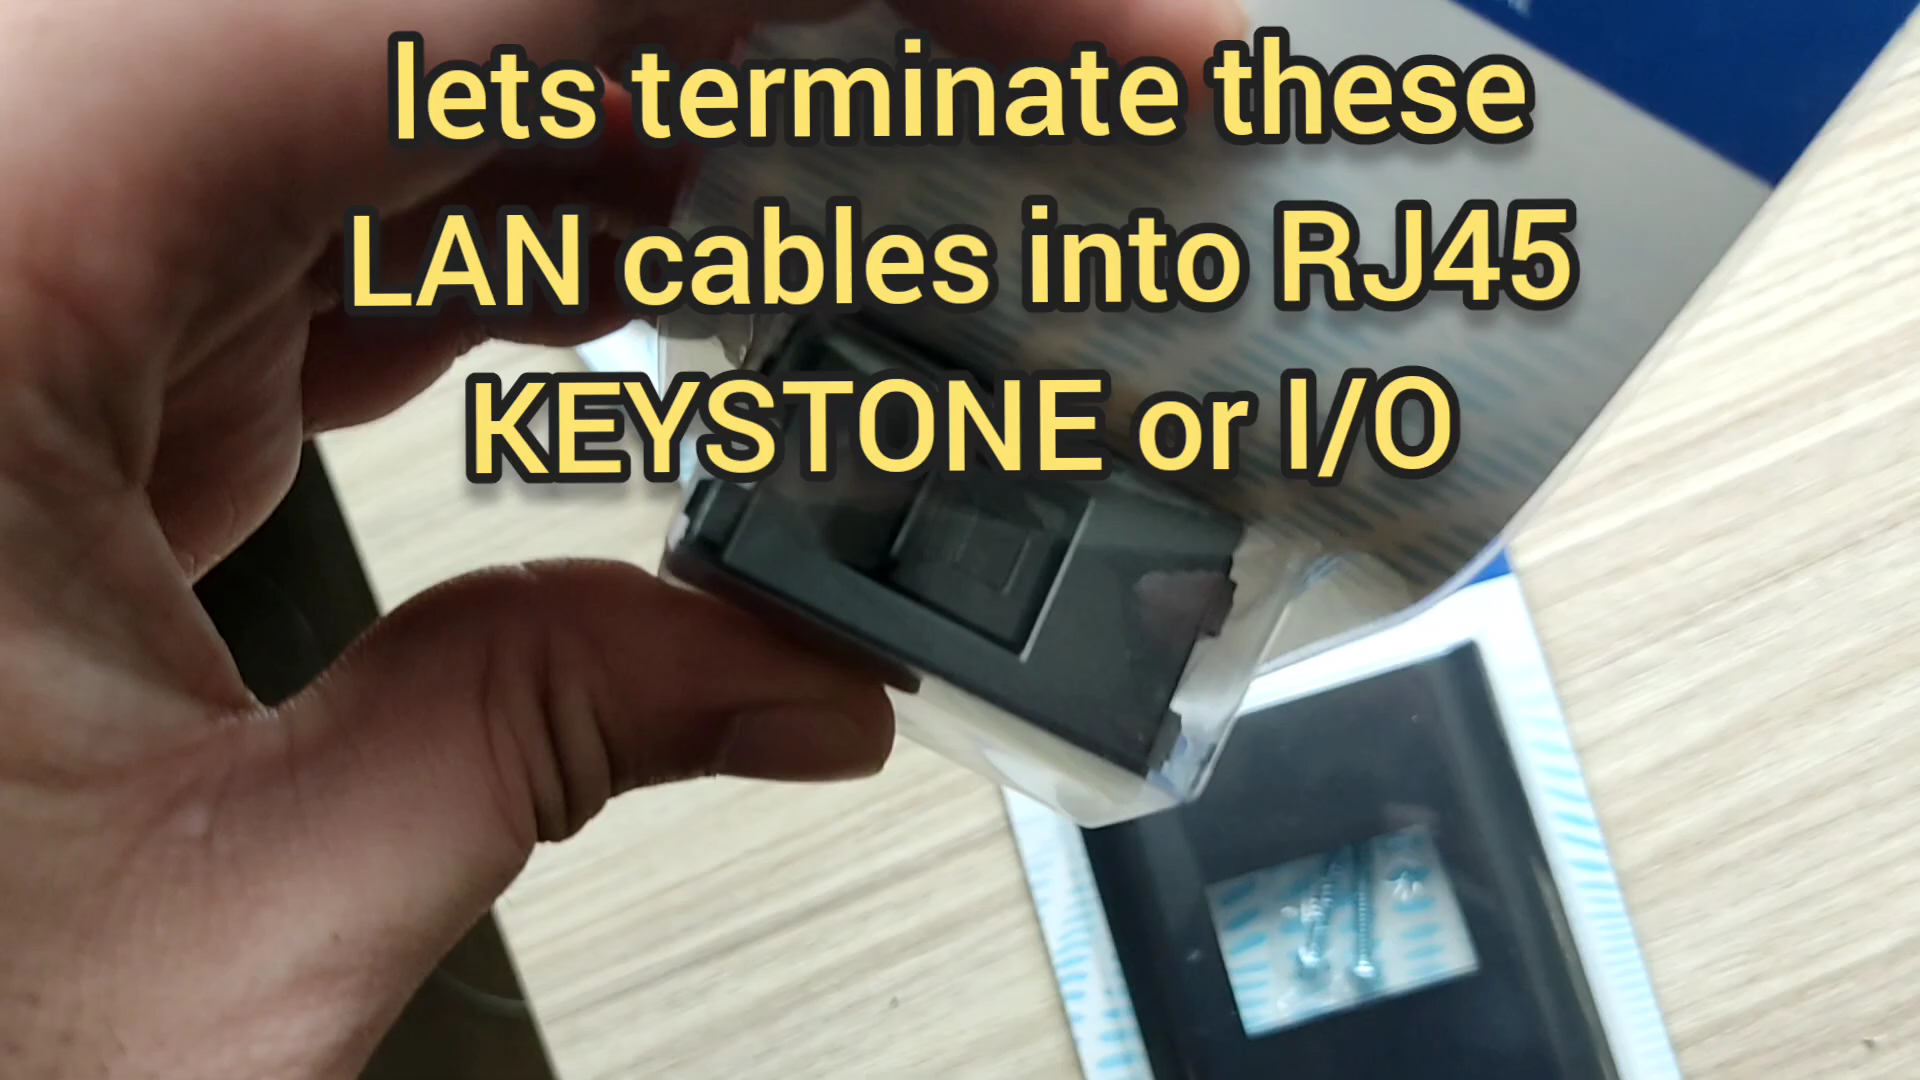 lets terminate these
LAN cables into RJ45
KEYSTONE or I/O